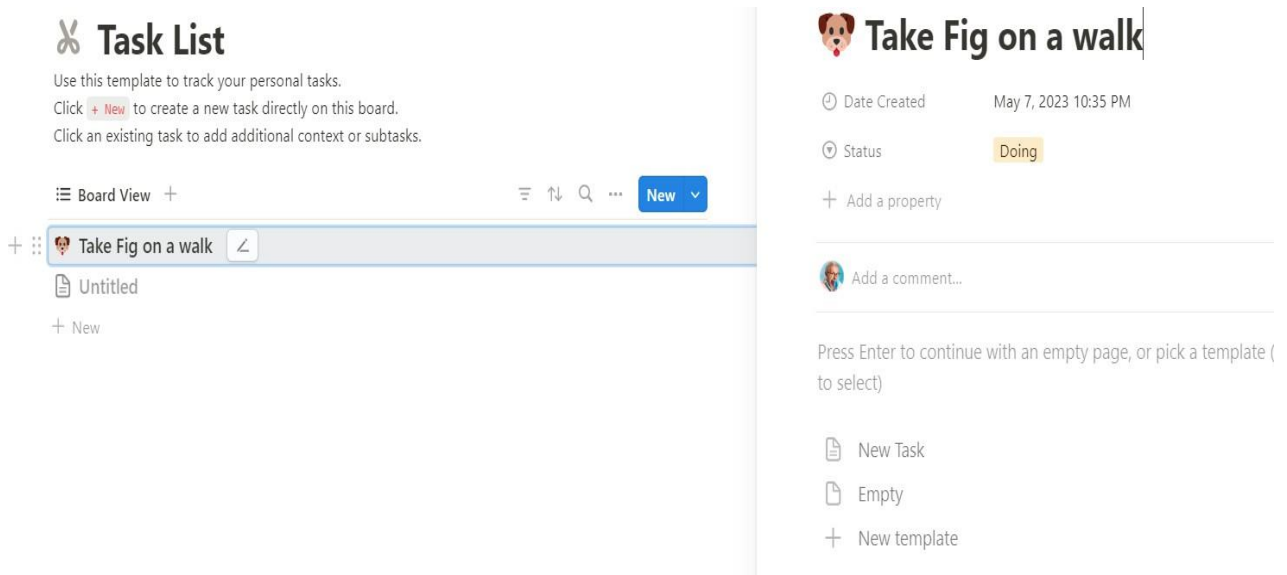 Task List
Use this template to track your personal tasks.
Click + New to create a new task directly on this board.
Click an existing task to add additional context or subtasks.
Board View
New
Take Fig on a walk
Untitled
+ New
Take Fig on a walk
Date Created May 7, 2023 10:35 PM
Status Doing
+ Add a property
Add a comment...
Press Enter to continue with an empty page, or pick a template (
to select)
New Task
Empty
+ New template